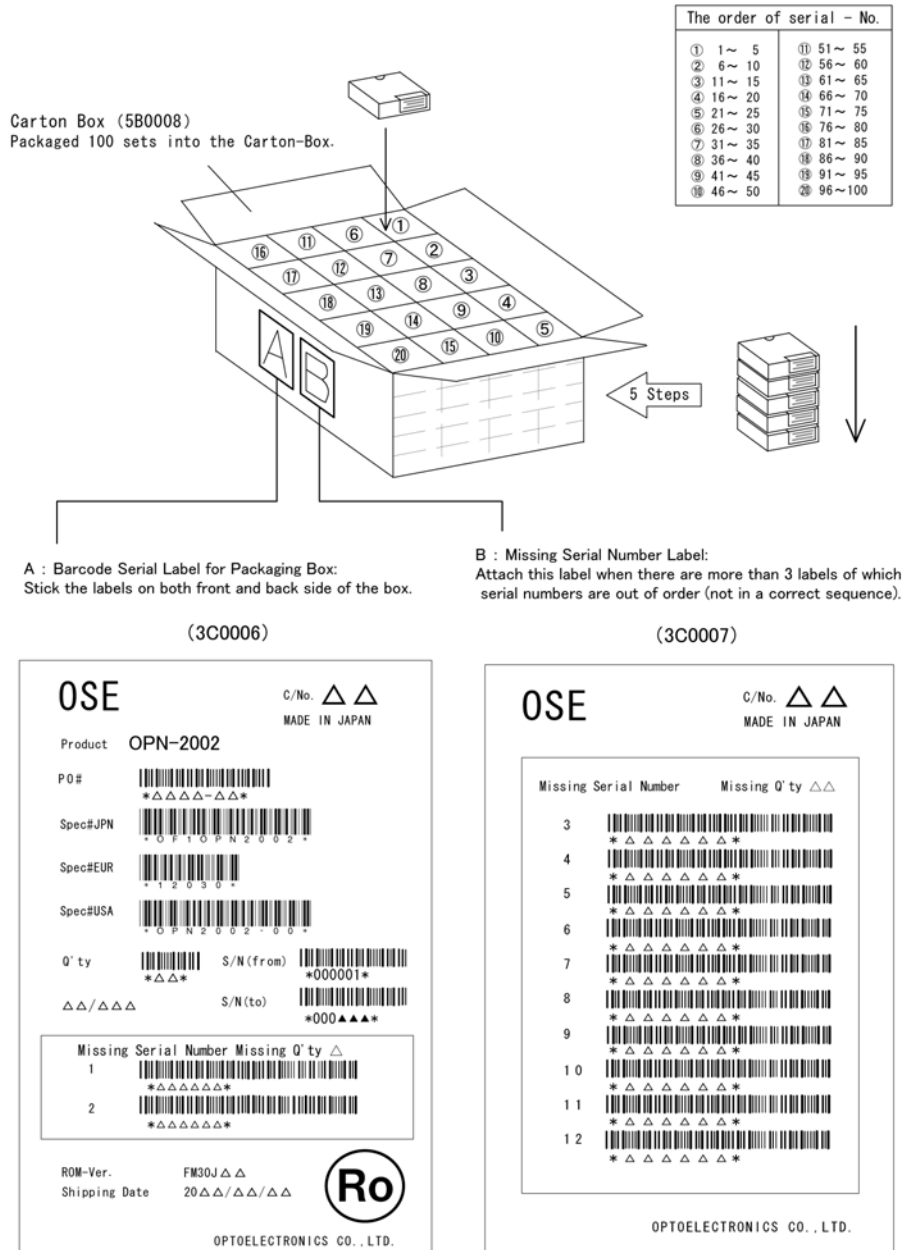 The order of serial - No.
① 1～ 5 ⑪ 51～ 55
② 6～ 10 ⑫ 56～ 60
③ 11～ 15 ⑬ 61～ 65
④ 16～ 20 ⑭ 66～ 70
⑤ 21～ 25 ⑮ 71～ 75
⑥ 26～ 30 ⑯ 76～ 80
⑦ 31～ 35 ⑰ 81～ 85
⑧ 36～ 40 ⑱ 86～ 90
⑨ 41～ 45 ⑲ 91～ 95
⑩ 46～ 50 ⑳ 96～100
Carton Box (5B0008)
Packaged 100 sets into the Carton-Box.
⑯ ⑪ ⑥ ①
⑰ ⑫ ⑦ ②
⑱ ⑬ ⑧ ③
⑲ ⑭ ⑨ ④
⑳ ⑮ ⑩ ⑤
A B
5 Steps
A : Barcode Serial Label for Packaging Box:
Stick the labels on both front and back side of the box.
(3C0006)
OSE
C/No. △ △
MADE IN JAPAN
Product OPN-2002
PO#
*△△△△-△△*
Spec#JPN
*OF1OPN2002*
Spec#EUR
*12030*
Spec#USA
*OPN2002-00*
Q'ty
*△△*
S/N(from)
*000001*
△△/△△△
S/N(to)
*000▲▲▲*
Missing Serial Number Missing Q'ty △
1
*△△△△△△*
2
*△△△△△△*
ROM-Ver. FM30J△△
Shipping Date 20△△/△△/△△
Ro
OPTOELECTRONICS CO.,LTD.
B : Missing Serial Number Label:
Attach this label when there are more than 3 labels of which
serial numbers are out of order (not in a correct sequence).
(3C0007)
OSE
C/No. △ △
MADE IN JAPAN
Missing Serial Number Missing Q'ty △△
3
* △ △ △ △ △ △ *
4
* △ △ △ △ △ △ *
5
* △ △ △ △ △ △ *
6
* △ △ △ △ △ △ *
7
* △ △ △ △ △ △ *
8
* △ △ △ △ △ △ *
9
* △ △ △ △ △ △ *
10
* △ △ △ △ △ △ *
11
* △ △ △ △ △ △ *
12
* △ △ △ △ △ △ *
OPTOELECTRONICS CO.,LTD.